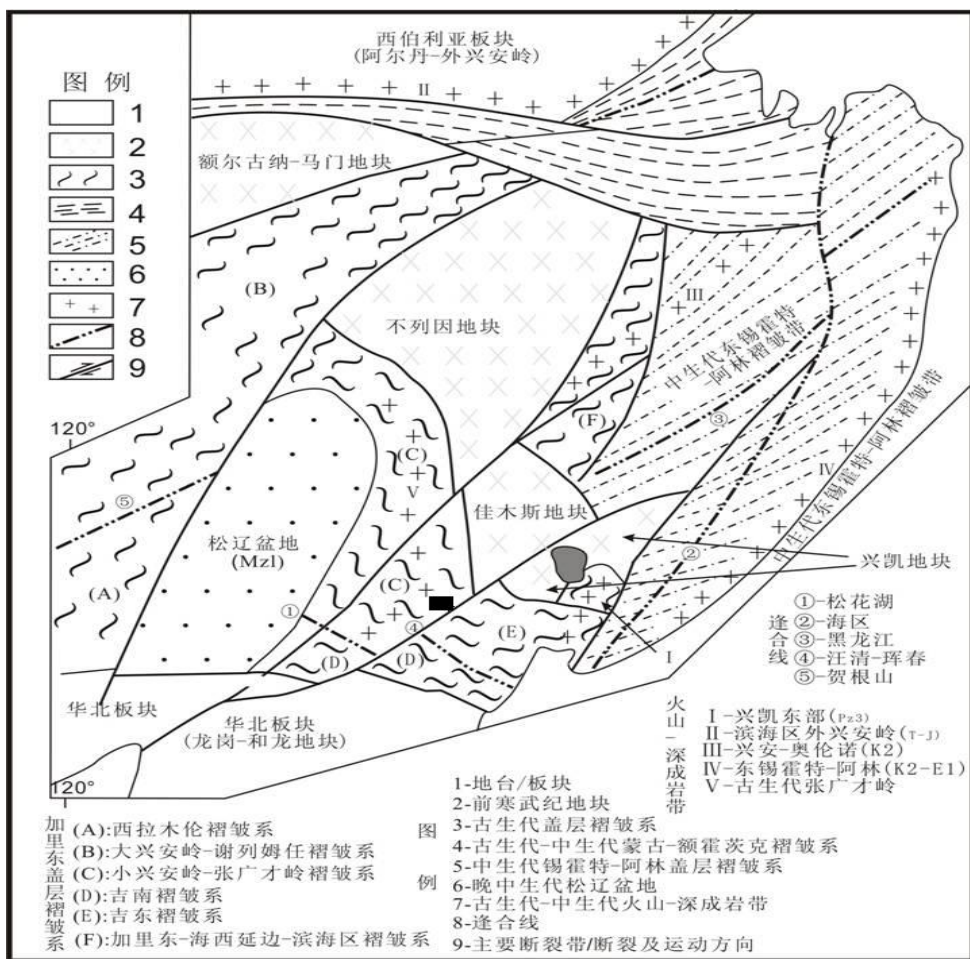 西伯利亚板块
(阿尔丹-外兴安岭)
II
图 例
1
2
3
4
5
6
7
8
9
额尔古纳-马门地块
(B)
不列因地块
III
中生代东锡霍特
-阿林褶皱带
③
(F)
120°
(C)
V
⑤
佳木斯地块
IV
中生代东锡霍特-阿林褶皱带
松辽盆地
(Mzl)
②
兴凯地块
(A)
(C)
①
④
(E)
(D)
(D)
I
逢合线
①-松花湖
②-海区
③-黑龙江
④-汪清-珲春
⑤-贺根山
华北板块
华北板块
(龙岗-和龙地块)
120°
火山-深成岩带
I-兴凯东部(Pz3)
II-滨海区外兴安岭(T-J)
III-兴安-奥伦诺(K2)
IV-东锡霍特-阿林(K2-E1)
V-古生代张广才岭
加里东盖层褶皱系
(A):西拉木伦褶皱系
(B):大兴安岭-谢列姆任褶皱系
(C):小兴安岭-张广才岭褶皱系
(D):吉南褶皱系
(E):吉东褶皱系
(F):加里东-海西延边-滨海区褶皱系
图例
1-地台/板块
2-前寒武纪地块
3-古生代盖层褶皱系
4-古生代-中生代蒙古-额霍茨克褶皱系
5-中生代锡霍特-阿林盖层褶皱系
6-晚中生代松辽盆地
7-古生代-中生代火山-深成岩带
8-逢合线
9-主要断裂带/断裂及运动方向